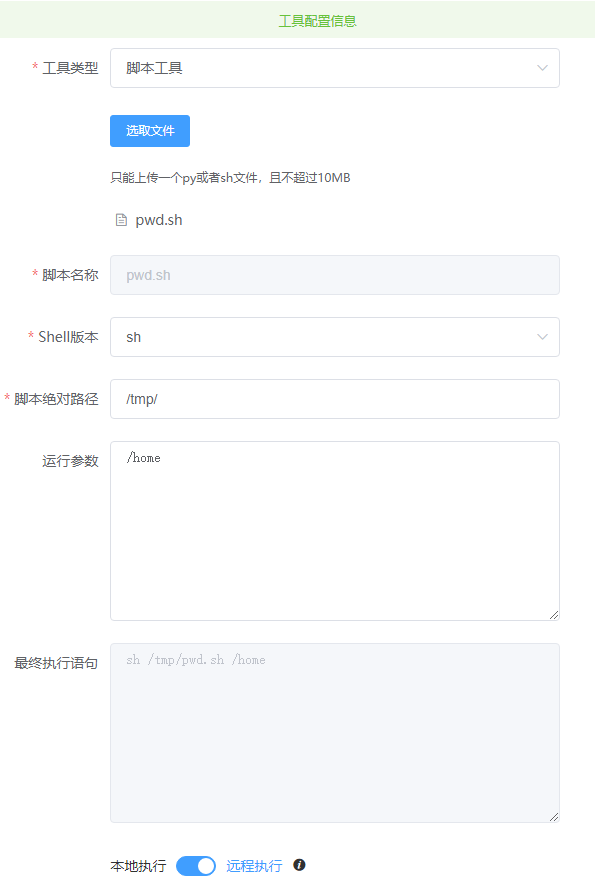 工具配置信息
* 工具类型 脚本工具
选取文件
只能上传一个py或者sh文件，且不超过10MB
pwd.sh
* 脚本名称 pwd.sh
* Shell版本 sh
* 脚本绝对路径 /tmp/
运行参数 /home
最终执行语句 sh /tmp/pwd.sh /home
本地执行 远程执行 i